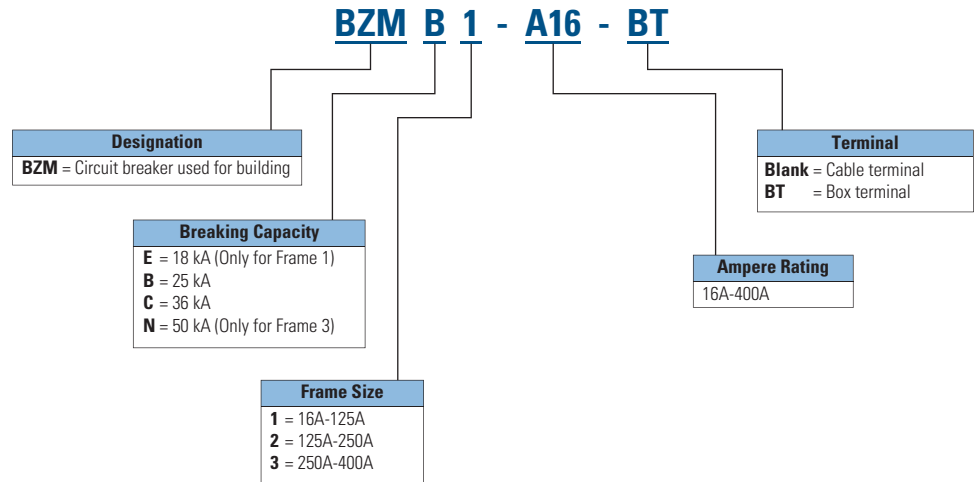 BZM B 1 - A16 - BT
Designation
BZM = Circuit breaker used for building
Breaking Capacity
E = 18 kA (Only for Frame 1)
B = 25 kA
C = 36 kA
N = 50 kA (Only for Frame 3)
Frame Size
1 = 16A-125A
2 = 125A-250A
3 = 250A-400A
Ampere Rating
16A-400A
Terminal
Blank = Cable terminal
BT = Box terminal